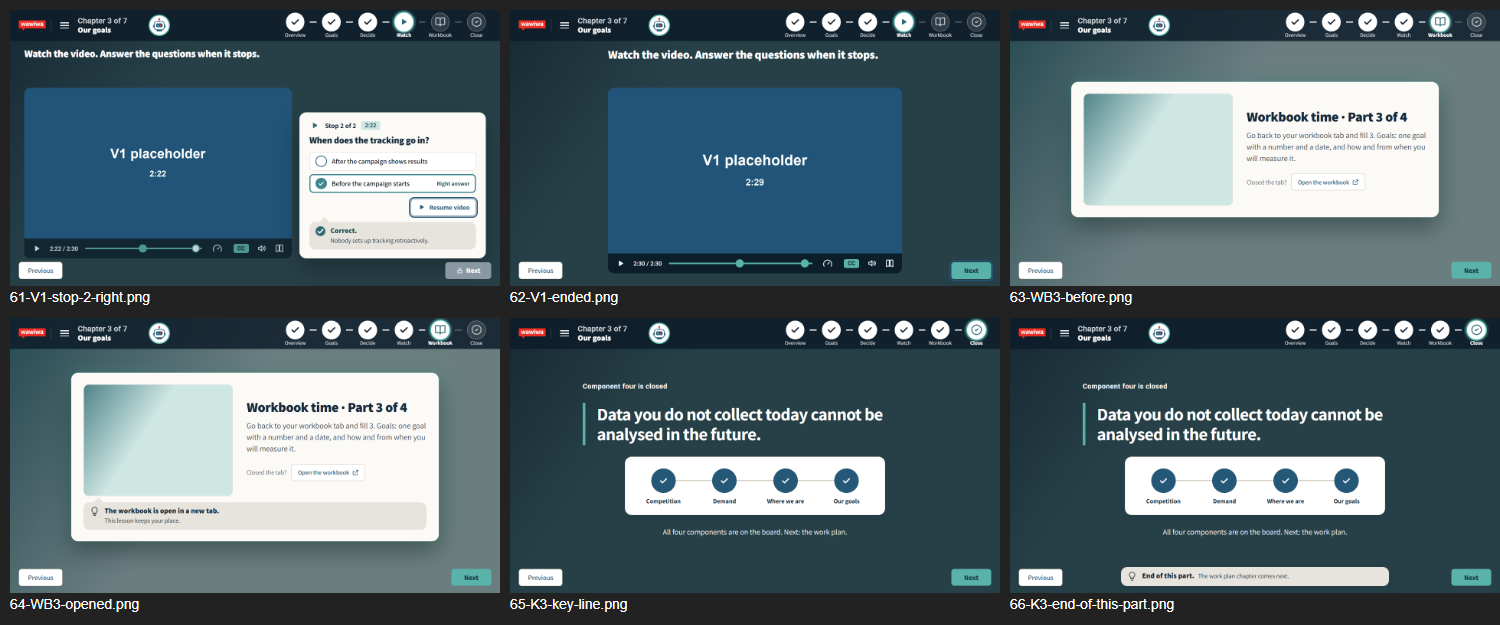 wawiwa
Chapter 3 of 7
Our goals
Overview
Goals
Decide
Watch
Workbook
Close
Watch the video. Answer the questions when it stops.
V1 placeholder
2:22
2:22 / 2:30
CC
Stop 2 of 2
2:22
When does the tracking go in?
After the campaign shows results
Before the campaign starts
Right answer
Resume video
Correct.
Nobody sets up tracking retroactively.
Previous
Next
61-V1-stop-2-right.png
wawiwa
Chapter 3 of 7
Our goals
Overview
Goals
Decide
Watch
Workbook
Close
Watch the video. Answer the questions when it stops.
V1 placeholder
2:29
2:30 / 2:30
CC
Previous
Next
62-V1-ended.png
wawiwa
Chapter 3 of 7
Our goals
Overview
Goals
Decide
Watch
Workbook
Close
Workbook time · Part 3 of 4
Go back to your workbook tab and fill 3. Goals: one goal
with a number and a date, and how and from when you
will measure it.
Closed the tab?
Open the workbook
Previous
Next
63-WB3-before.png
wawiwa
Chapter 3 of 7
Our goals
Overview
Goals
Decide
Watch
Workbook
Close
Workbook time · Part 3 of 4
Go back to your workbook tab and fill 3. Goals: one goal
with a number and a date, and how and from when you
will measure it.
Closed the tab?
Open the workbook
The workbook is open in a new tab.
This lesson keeps your place.
Previous
Next
64-WB3-opened.png
wawiwa
Chapter 3 of 7
Our goals
Overview
Goals
Decide
Watch
Workbook
Close
Component four is closed
Data you do not collect today cannot be
analysed in the future.
Competition
Demand
Where we are
Our goals
All four components are on the board. Next: the work plan.
Previous
Next
65-K3-key-line.png
wawiwa
Chapter 3 of 7
Our goals
Overview
Goals
Decide
Watch
Workbook
Close
Component four is closed
Data you do not collect today cannot be
analysed in the future.
Competition
Demand
Where we are
Our goals
All four components are on the board. Next: the work plan.
End of this part. The work plan chapter comes next.
Previous
Next
66-K3-end-of-this-part.png